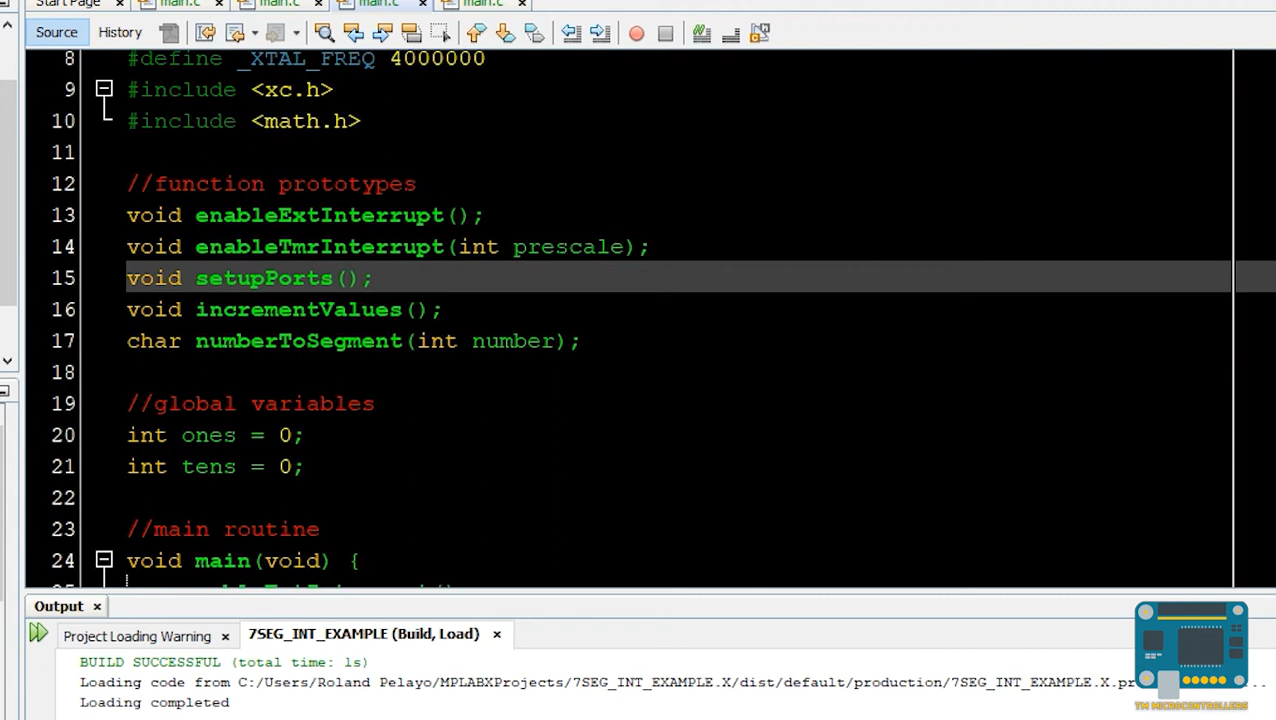 Start Page main.c main.c main.c main.c
Source History
8 #define _XTAL_FREQ 4000000
9 #include <xc.h>
10 #include <math.h>
11
12 //function prototypes
13 void enableExtInterrupt();
14 void enableTmrInterrupt(int prescale);
15 void setupPorts();
16 void incrementValues();
17 char numberToSegment(int number);
18
19 //global variables
20 int ones = 0;
21 int tens = 0;
22
23 //main routine
24 void main(void) {
Output
Project Loading Warning 7SEG_INT_EXAMPLE (Build, Load)
BUILD SUCCESSFUL (total time: 1s)
Loading code from C:/Users/Roland Pelayo/MPLABXProjects/7SEG_INT_EXAMPLE.X/dist/default/production/7SEG_INT_EXAMPLE.X.pr
Loading completed
TM MICROCONTROLLERS